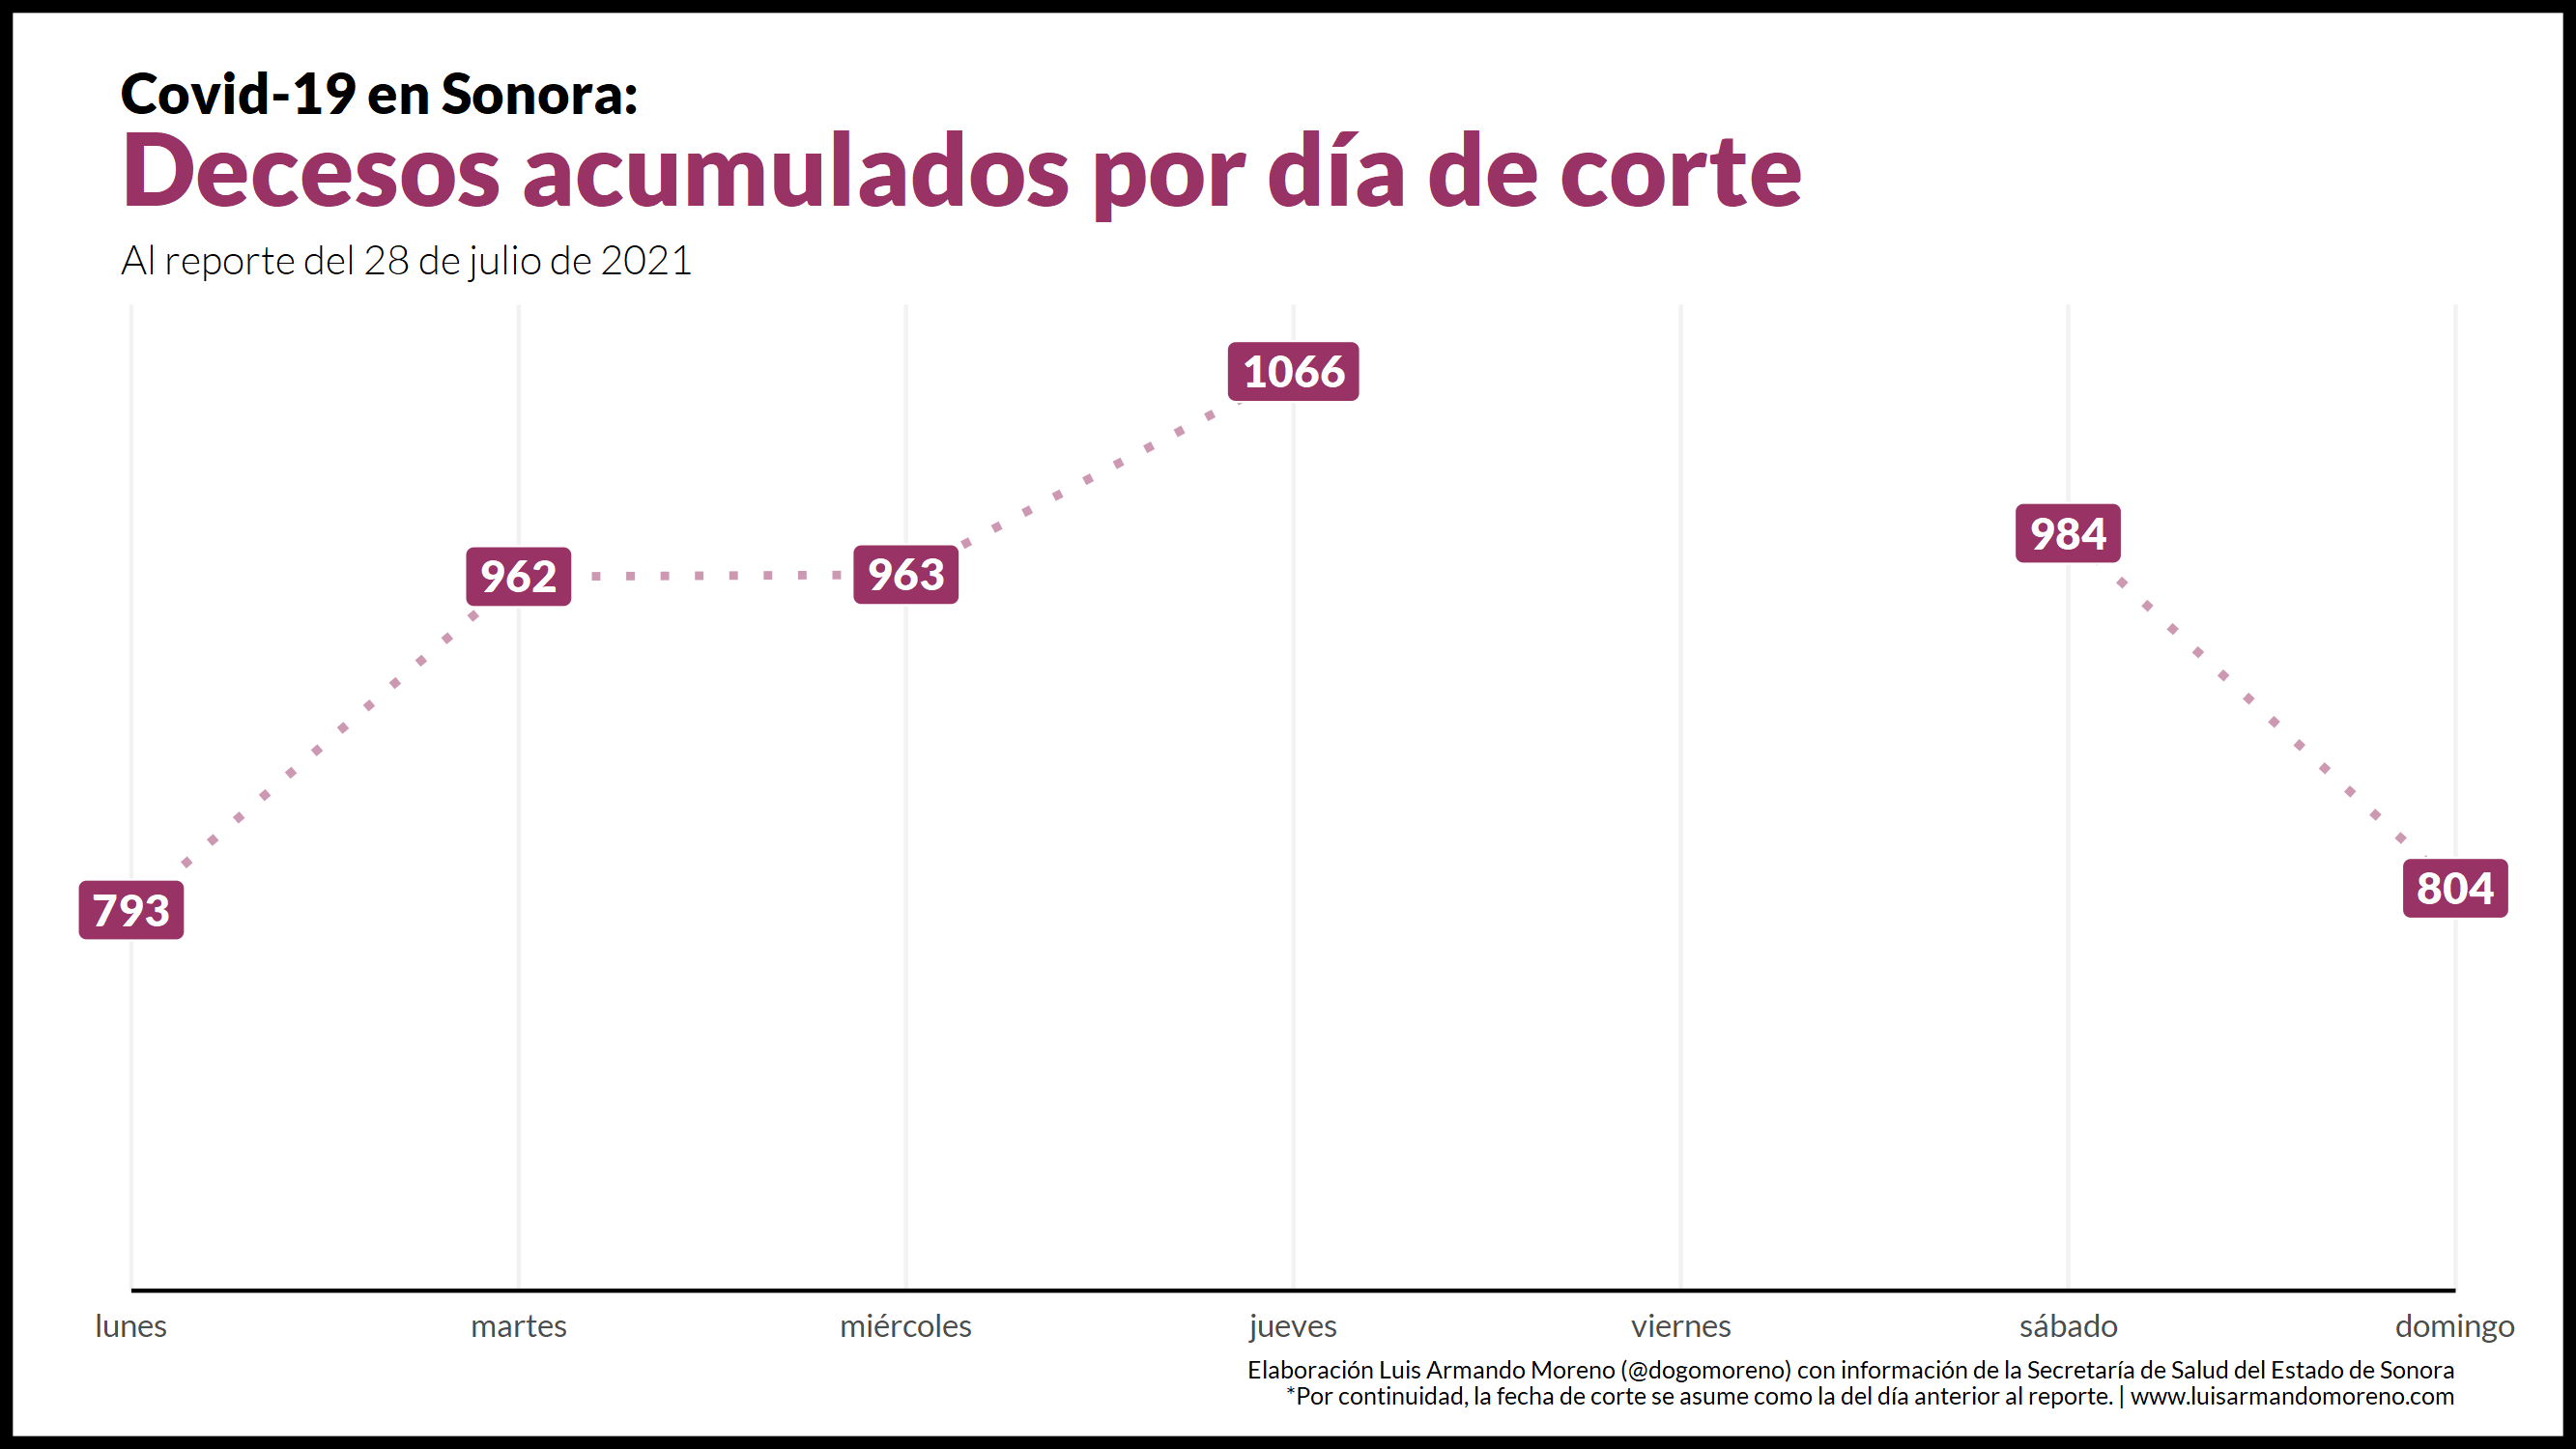 Covid-19 en Sonora:
Decesos acumulados por día de corte
Al reporte del 28 de julio de 2021
1066
984
962
963
793
804
lunes martes miércoles jueves viernes sábado domingo
Elaboración Luis Armando Moreno (@dogomoreno) con información de la Secretaría de Salud del Estado de Sonora
*Por continuidad, la fecha de corte se asume como la del día anterior al reporte. | www.luisarmandomoreno.com